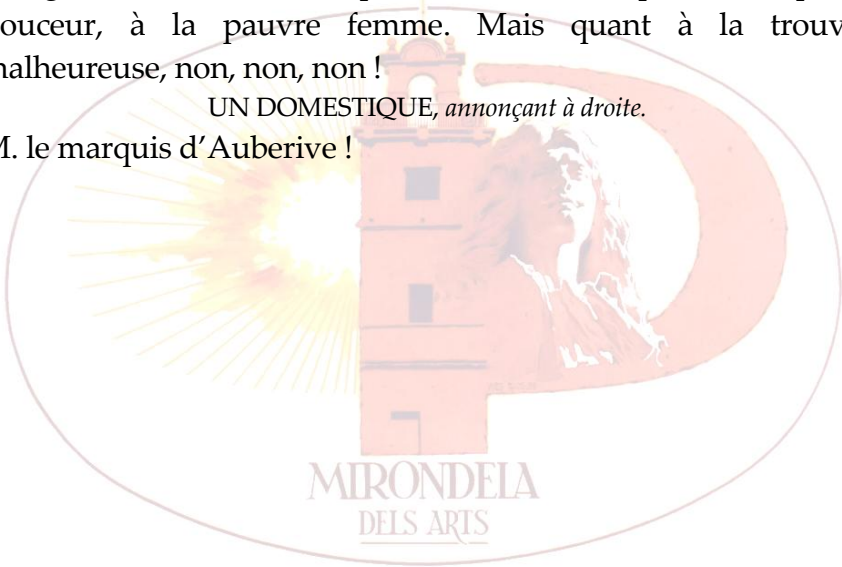 douceur, à la pauvre femme. Mais quant à la trouv
malheureuse, non, non, non !
UN DOMESTIQUE, annonçant à droite.
M. le marquis d’Auberive !
MIRONDELA
DELS ARTS